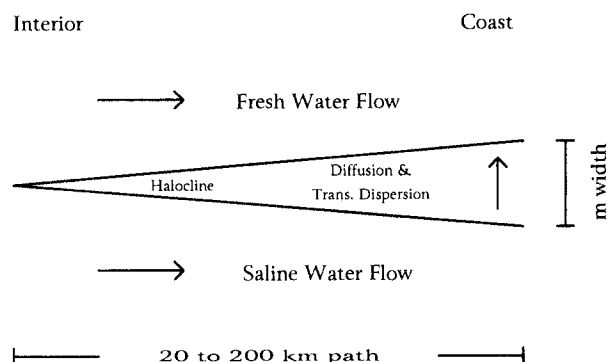 Interior Coast
Fresh Water Flow
Diffusion &
Halocline
Trans. Dispersion
m width
Saline Water Flow
20 to 200 km path